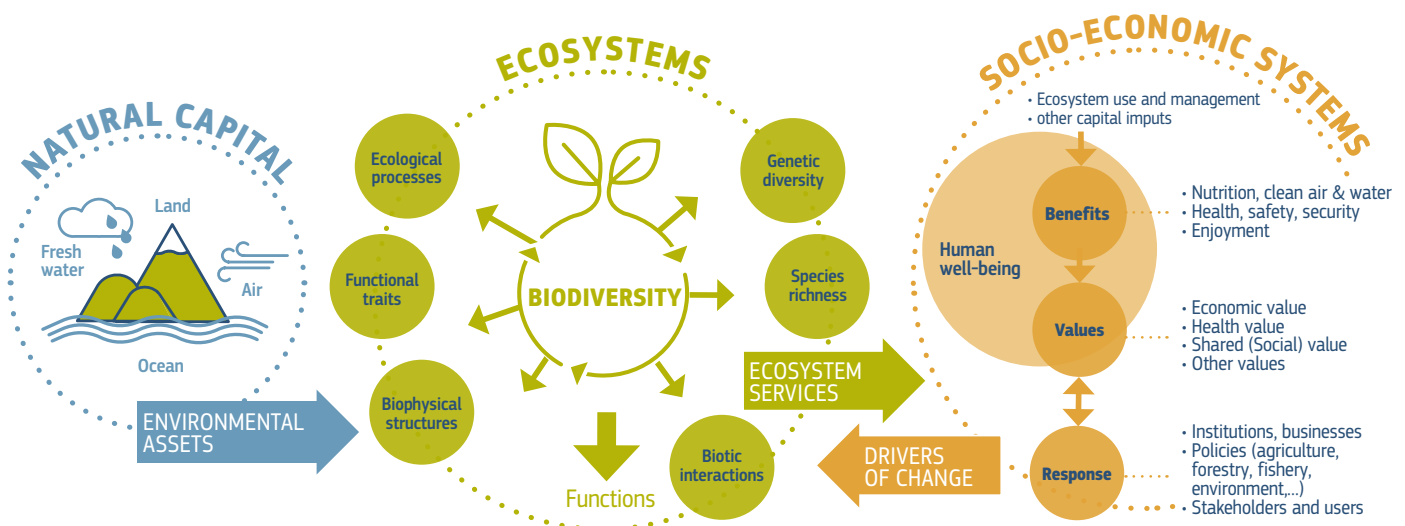 NATURAL CAPITAL
Land
Fresh
water
Air
Ocean
ENVIRONMENTAL
ASSETS
ECOSYSTEMS
Ecological
processes
Functional
traits
Biophysical
structures
BIODIVERSITY
Genetic
diversity
Species
richness
Biotic
interactions
Functions
ECOSYSTEM
SERVICES
DRIVERS
OF CHANGE
SOCIO-ECONOMIC SYSTEMS
• Ecosystem use and management
• other capital imputs
Human
well-being
Benefits
• Nutrition, clean air & water
• Health, safety, security
• Enjoyment
Values
• Economic value
• Health value
• Shared (Social) value
• Other values
Response
• Institutions, businesses
• Policies (agriculture,
forestry, fishery,
environment,...)
• Stakeholders and users